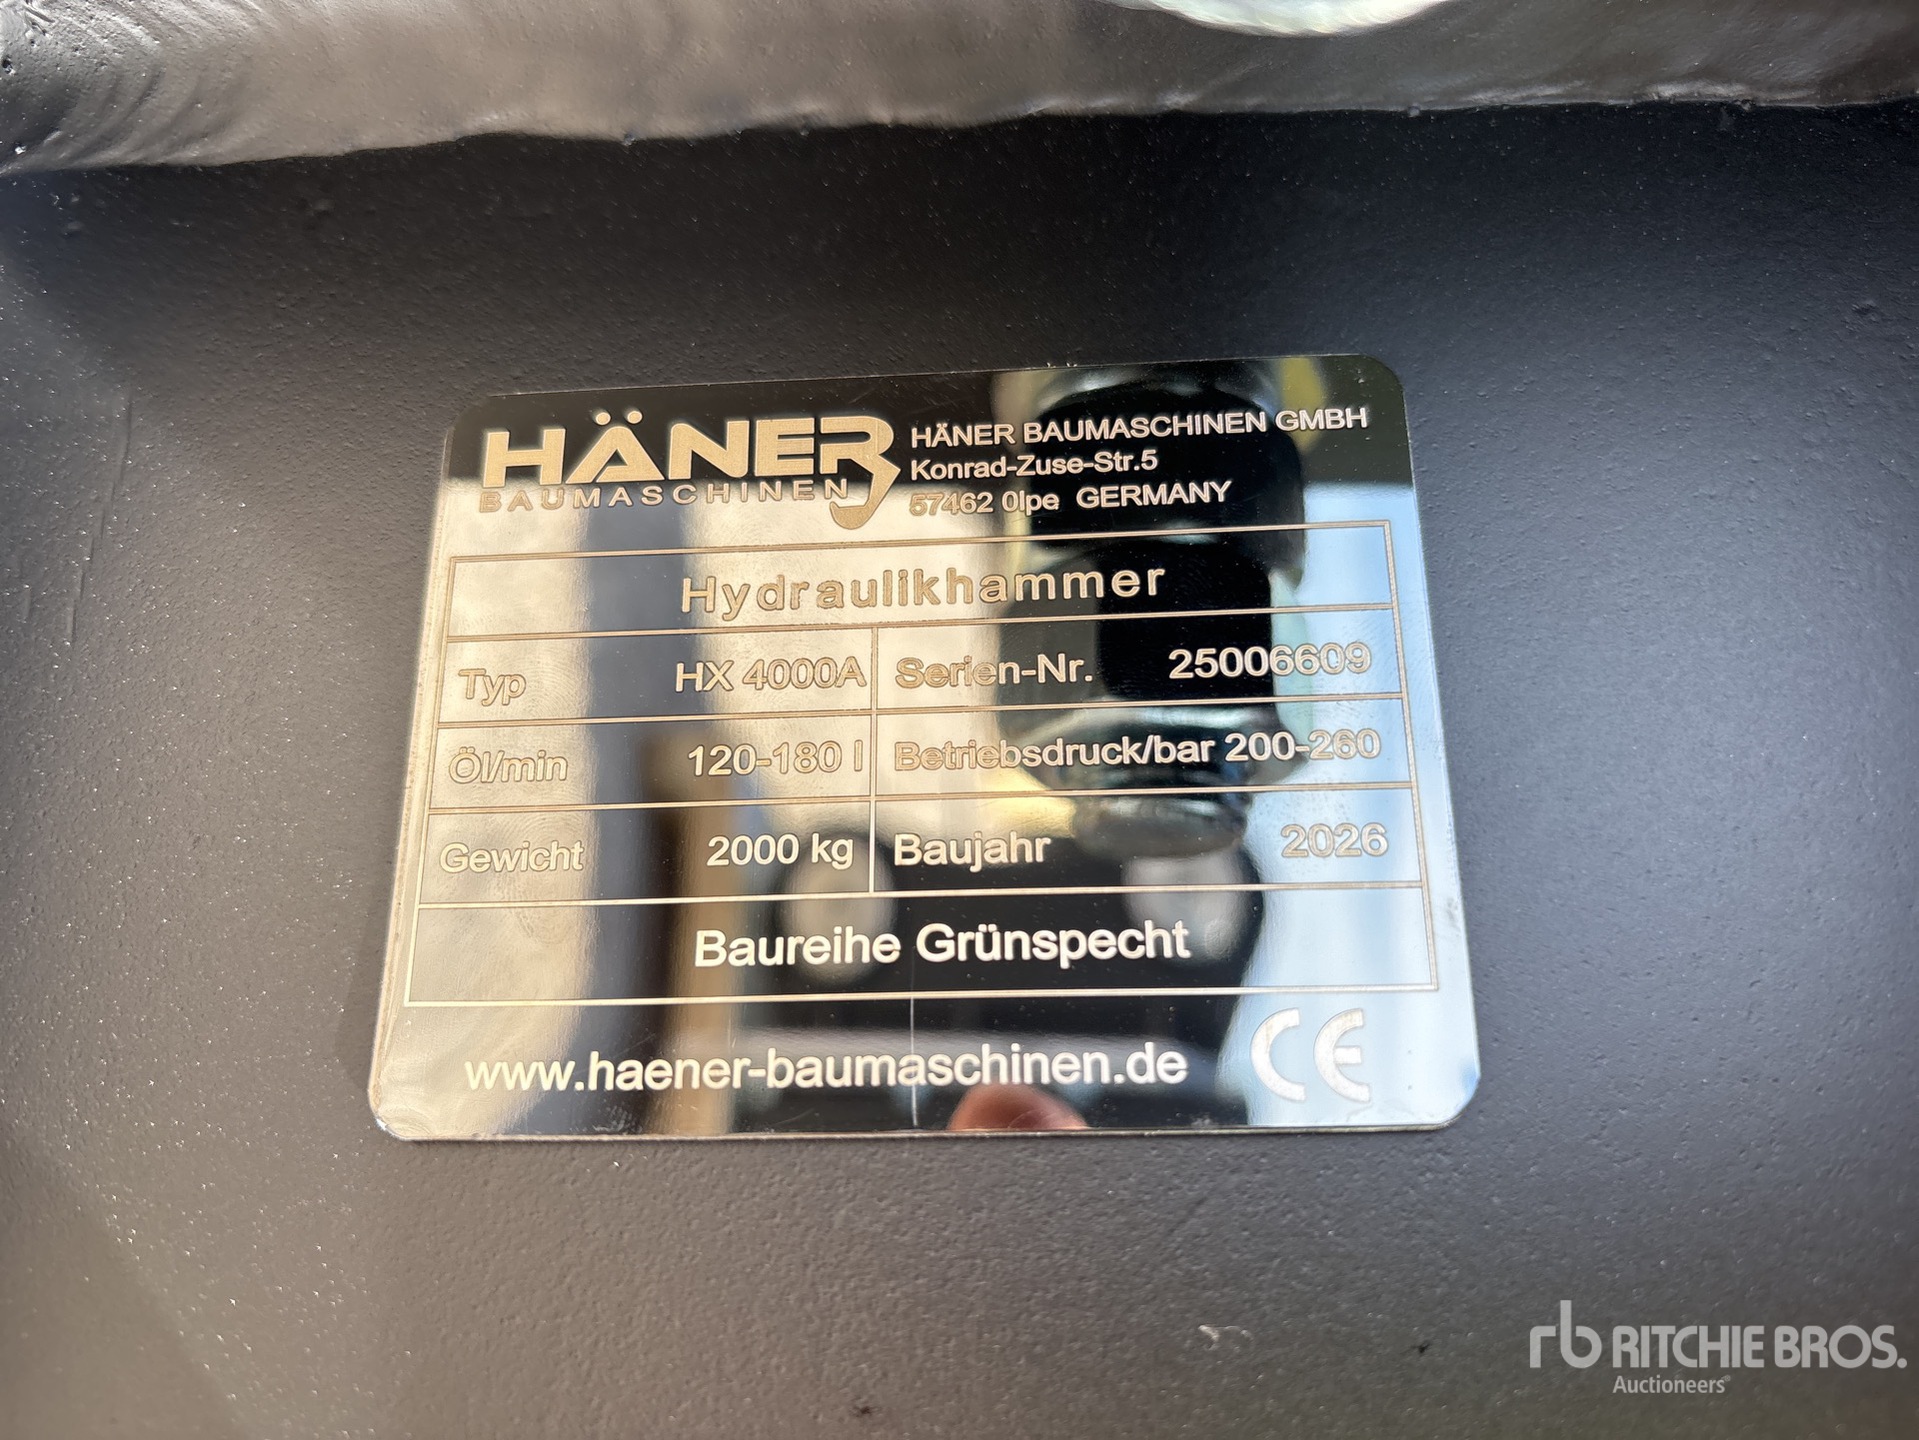 HÄNER
BAUMASCHINEN
HÄNER BAUMASCHINEN GMBH
Konrad-Zuse-Str.5
57462 Olpe GERMANY
Hydraulikhammer
Typ HX 4000A Serien-Nr. 25006609
Öl/min 120-180 l Betriebsdruck/bar 200-260
Gewicht 2000 kg Baujahr 2026
Baureihe Grünspecht
www.haener-baumaschinen.de CE
rb RITCHIE BROS.
Auctioneers®